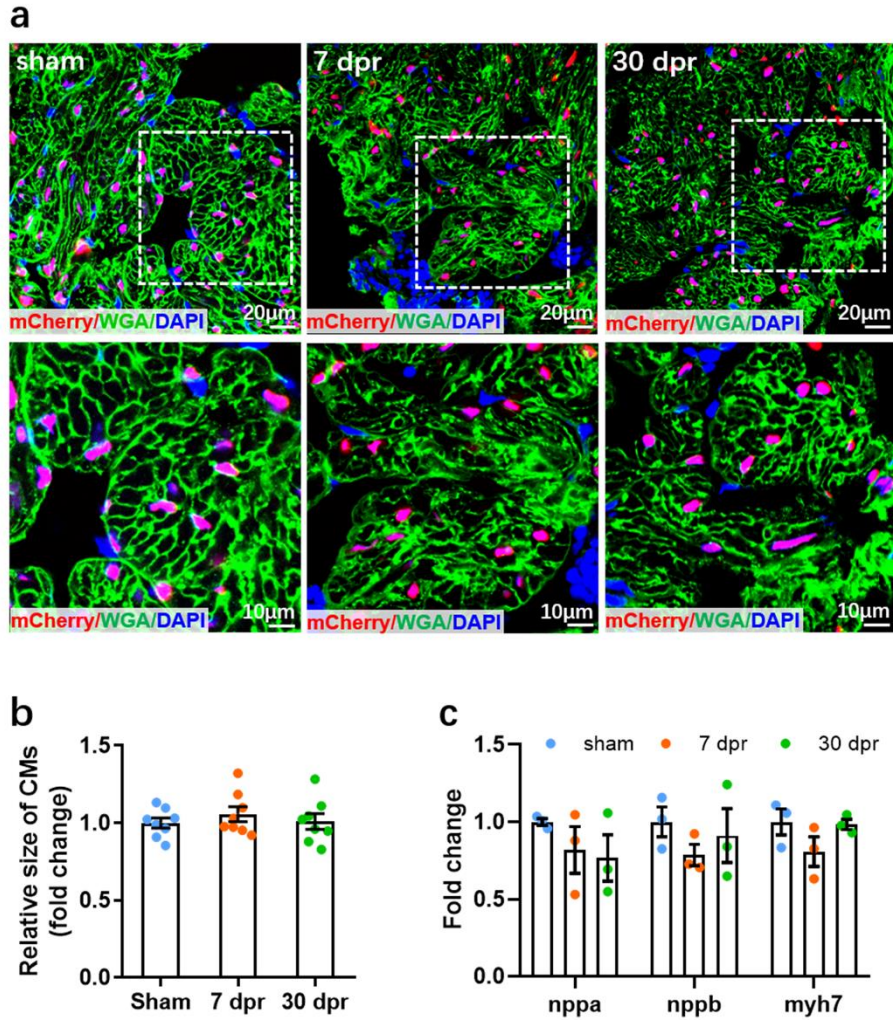 a
sham
7 dpr
30 dpr
20μm
20μm
20μm
mCherry/WGA/DAPI
mCherry/WGA/DAPI
mCherry/WGA/DAPI
10μm
10μm
10μm
mCherry/WGA/DAPI
mCherry/WGA/DAPI
mCherry/WGA/DAPI
b
Relative size of CMs
(fold change)
1.5
1.0
0.5
0.0
Sham
7 dpr
30 dpr
c
sham
7 dpr
30 dpr
Fold change
1.5
1.0
0.5
0.0
nppa
nppb
myh7